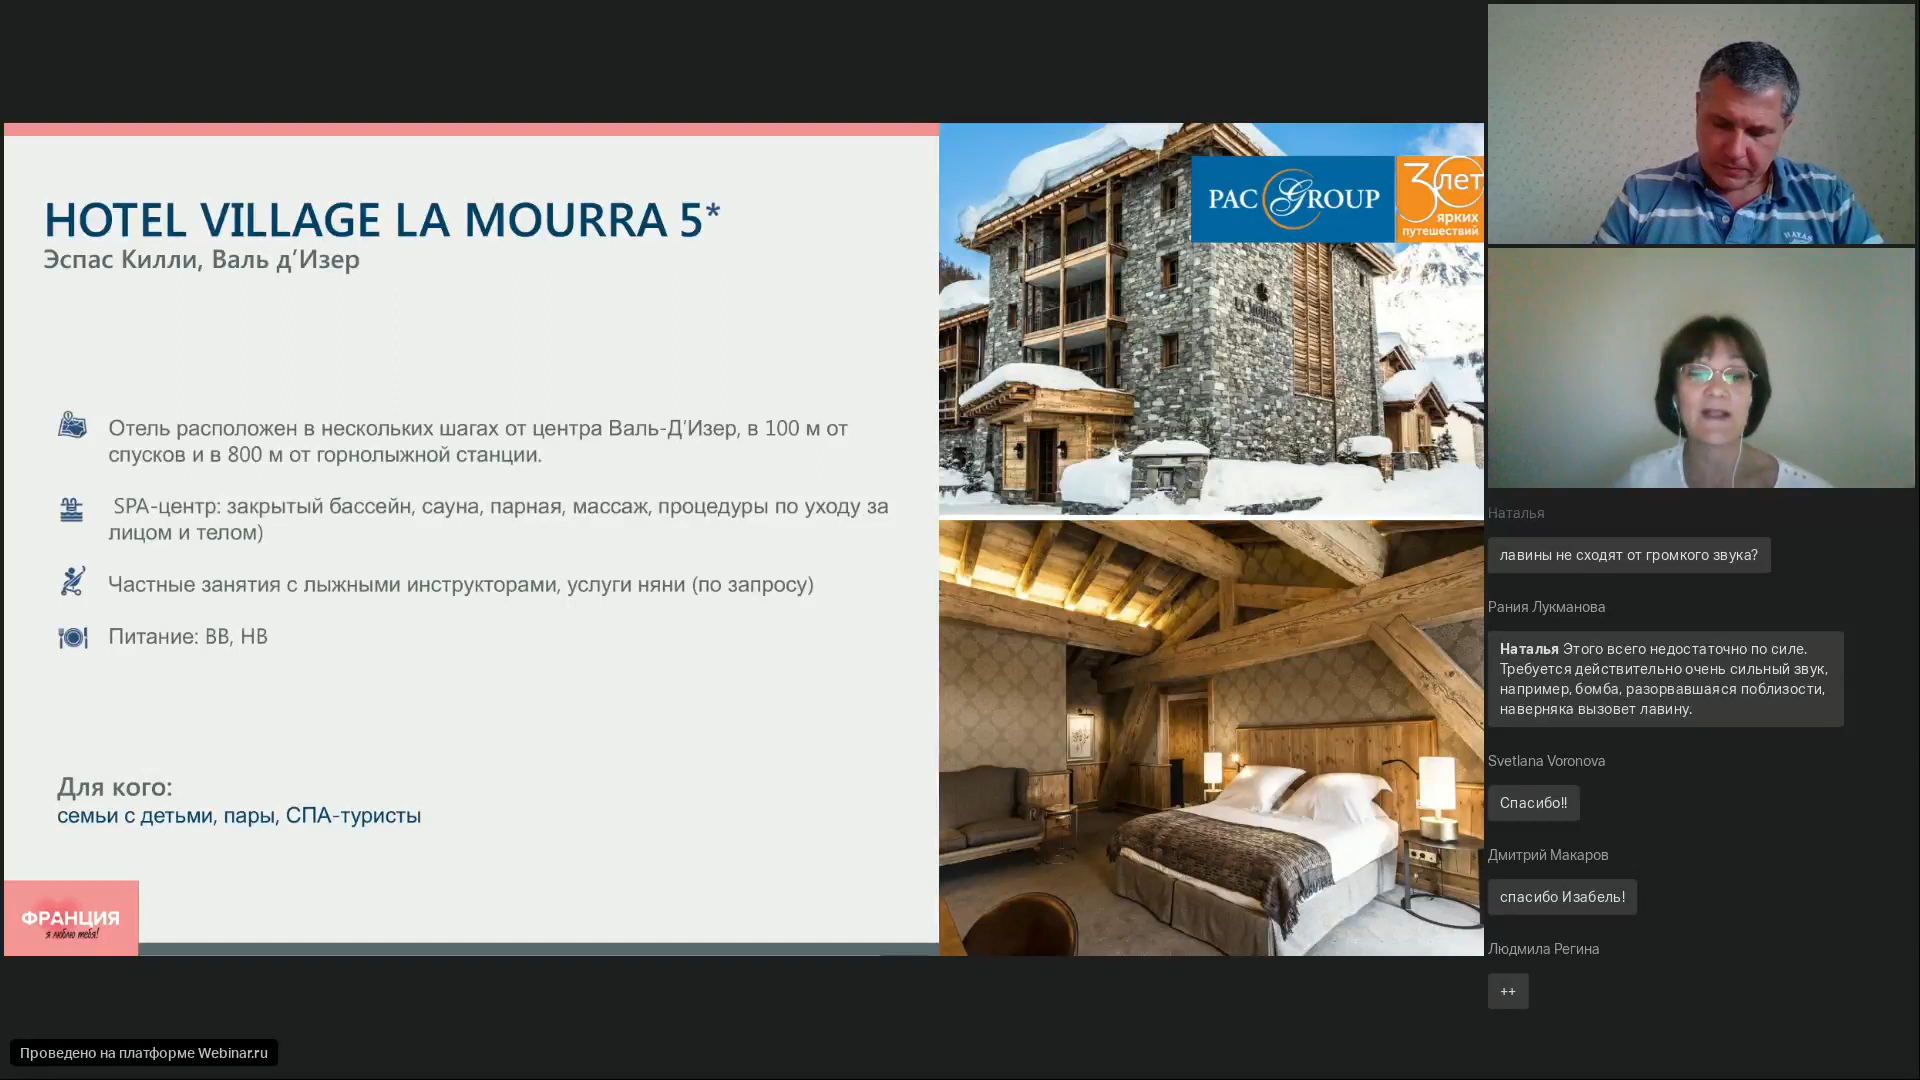 HOTEL VILLAGE LA MOURRA 5*
Эспас Килли, Валь д’Изер
Отель расположен в нескольких шагах от центра Валь-Д’Изер, в 100 м от
спусков и в 800 м от горнолыжной станции.
SPA-центр: закрытый бассейн, сауна, парная, массаж, процедуры по уходу за
лицом и телом)
Частные занятия с лыжными инструкторами, услуги няни (по запросу)
Питание: BB, HB
Для кого:
семьи с детьми, пары, СПА-туристы
ФРАНЦИЯ
я люблю тебя!
PAC GROUP
30 лет
ярких
путешествий
LA MOURRA
HAYAS
Наталья
лавины не сходят от громкого звука?
Рания Лукманова
Наталья Этого всего недостаточно по силе.
Требуется действительно очень сильный звук,
например, бомба, разорвавшаяся поблизости,
наверняка вызовет лавину.
Svetlana Voronova
Спасибо!!
Дмитрий Макаров
спасибо Изабель!
Людмила Регина
++
Проведено на платформе Webinar.ru